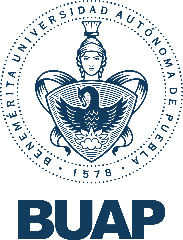 BENEMÉRITA UNIVERSIDAD AUTÓNOMA DE PUEBLA
· 1578 ·
BUAP